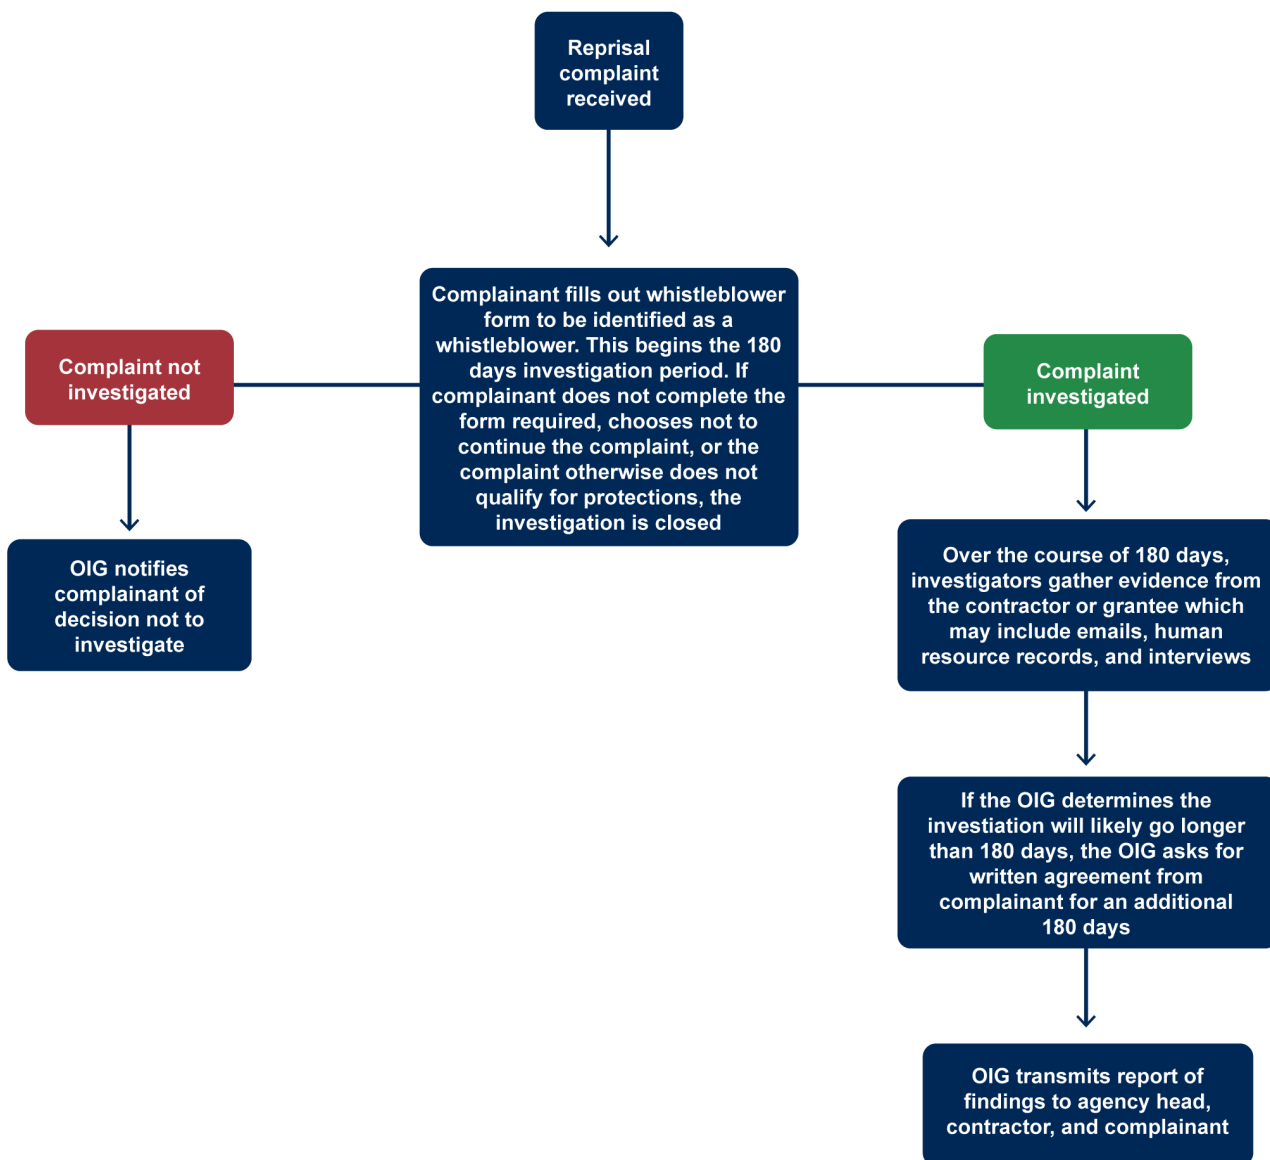 Reprisal
complaint
received
Complainant fills out whistleblower
form to be identified as a
whistleblower. This begins the 180
days investigation period. If
complainant does not complete the
form required, chooses not to
continue the complaint, or the
complaint otherwise does not
qualify for protections, the
investigation is closed
Complaint not
investigated
OIG notifies
complainant of
decision not to
investigate
Complaint
investigated
Over the course of 180 days,
investigators gather evidence from
the contractor or grantee which
may include emails, human
resource records, and interviews
If the OIG determines the
investiation will likely go longer
than 180 days, the OIG asks for
written agreement from
complainant for an additional
180 days
OIG transmits report of
findings to agency head,
contractor, and complainant